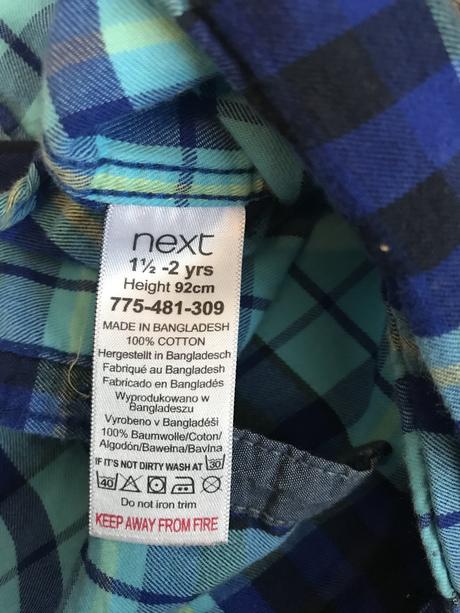 next
1½ -2 yrs
Height 92cm
775-481-309
MADE IN BANGLADESH
100% COTTON
Hergestellt in Bangladesch
Fabriqué au Bangladesh
Fabricado en Bangladés
Wyprodukowano w
Bangladeszu
Vyrobeno v Bangladéši
100% Baumwolle/Coton/
Algodón/Bawełna/Bavlna
IF IT'S NOT DIRTY WASH AT 30
40
Do not iron trim
KEEP AWAY FROM FIRE